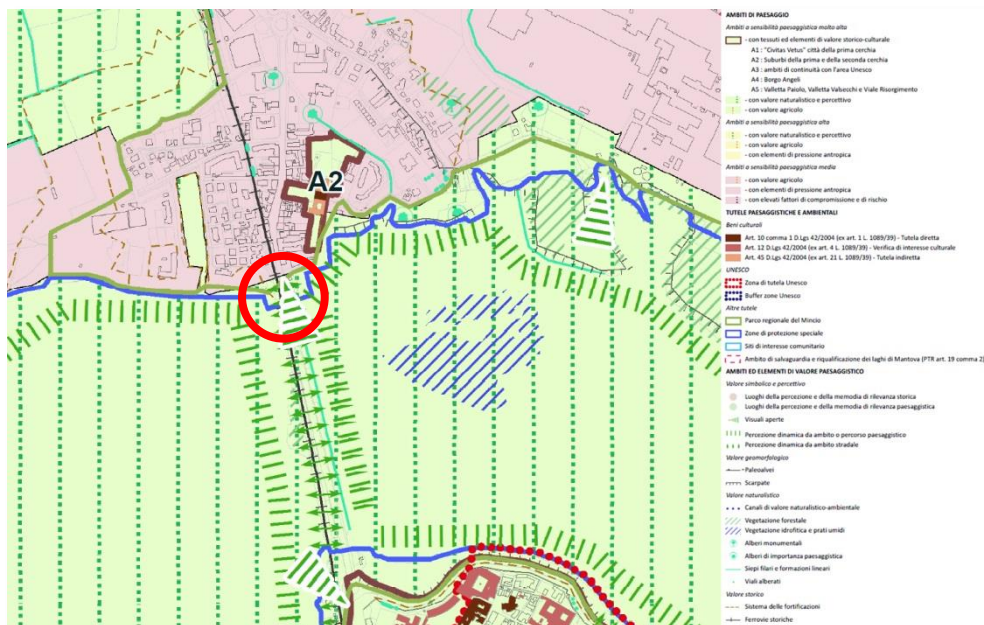 A2
AMBITI DI PAESAGGIO
Ambiti a sensibilità paesaggistica molto alta
- con tessuti ed elementi di valore storico-culturale
A1 : "Civitas Vetus" città della prima cerchia
A2 : Suburbi della prima e della seconda cerchia
A3 : ambiti di continuità con l'area Unesco
A4 : Borgo Angeli
A5 : Valletta Paiolo, Valletta Valsecchi e Viale Risorgimento
- con valore naturalistico e percettivo
- con valore agricolo
Ambiti a sensibilità paesaggistica alta
- con valore naturalistico e percettivo
- con valore agricolo
- con elementi di pressione antropica
Ambiti a sensibilità paesaggistica media
- con valore agricolo
- con elementi di pressione antropica
- con elevati fattori di compromissione e di rischio
TUTELE PAESAGGISTICHE E AMBIENTALI
Beni culturali
Art. 10 comma 1 D.Lgs 42/2004 (ex art. 1 L. 1089/39) - Tutela diretta
Art. 12 D.Lgs 42/2004 (ex art. 4 L. 1089/39) - Verifica di interesse culturale
Art. 45 D.Lgs 42/2004 (ex art. 21 L. 1089/39) - Tutela indiretta
UNESCO
Zona di tutela Unesco
Buffer zone Unesco
Altre tutele
Parco regionale del Mincio
Zone di protezione speciale
Siti di interesse comunitario
Ambito di salvaguardia e riqualificazione dei laghi di Mantova (PTR art. 19 comma 2)
AMBITI ED ELEMENTI DI VALORE PAESAGGISTICO
Valore simbolico e percettivo
Luoghi della percezione e della memodia di rilevanza storica
Luoghi della percezione e della memodia di rilevanza paesaggistica
Visuali aperte
Percezione dinamica da ambito o percorso paesaggistico
Percezione dinamica da ambito stradale
Valore geomorfologico
Paleoalvei
Scarpate
Valore naturalistico
Canali di valore naturalistico-ambientale
Vegetazione forestale
Vegetazione idrofitica e prati umidi
Alberi monumentali
Alberi di importanza paesaggistica
Siepi filari e formazioni lineari
Viali alberati
Valore storico
Sistema delle fortificazioni
Ferrovie storiche